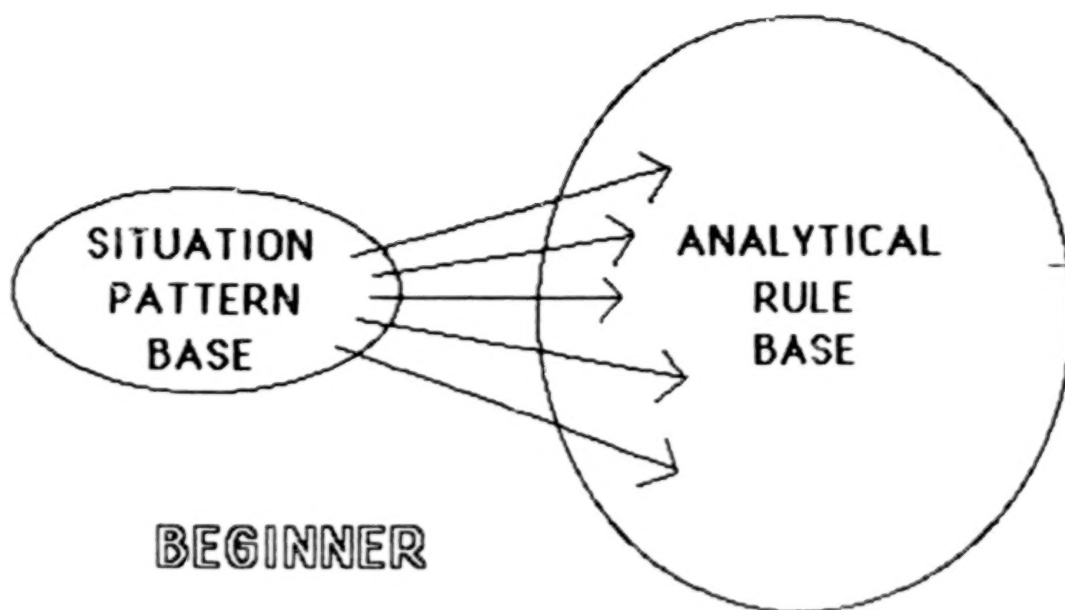 SITUATION
PATTERN
BASE
ANALYTICAL
RULE
BASE
BEGINNER